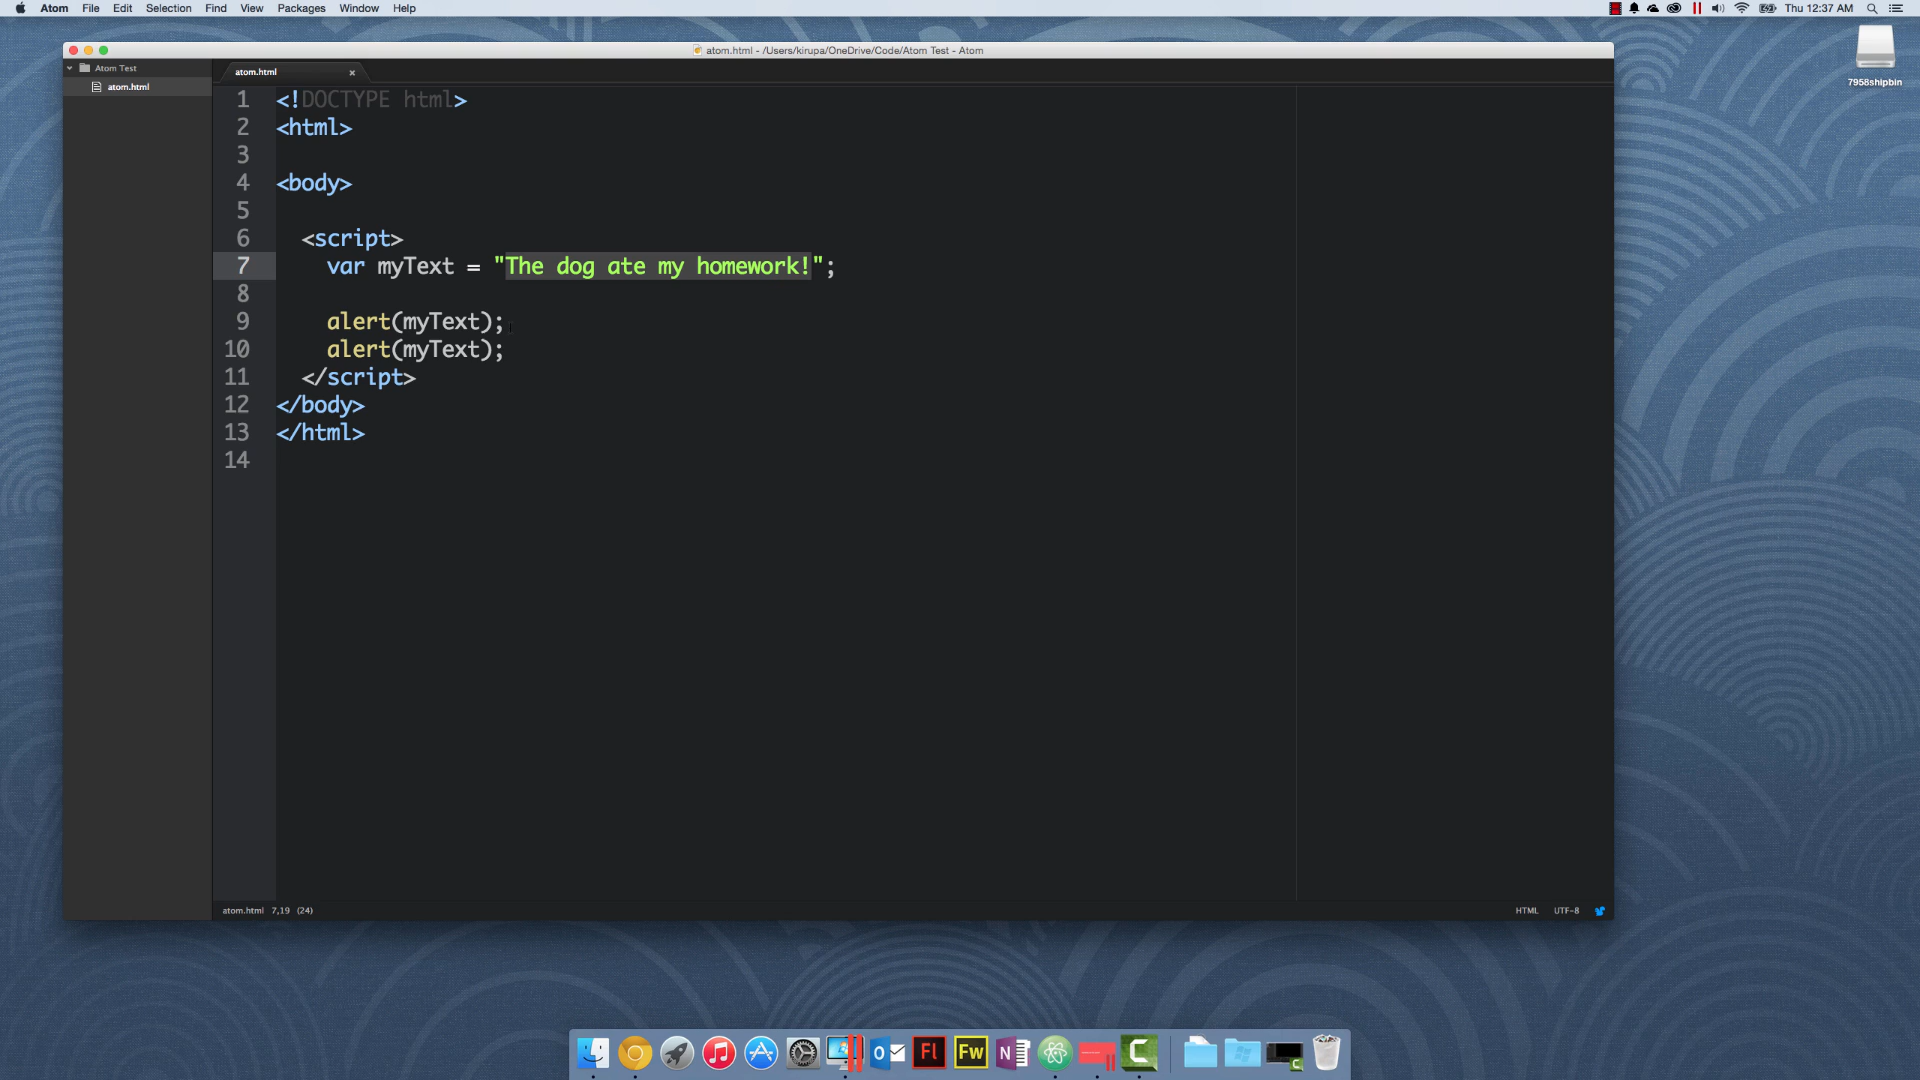 Atom File Edit Selection Find View Packages Window Help Thu 12:37 AM
atom.html - /Users/kirupa/OneDrive/Code/Atom Test - Atom
7958shipbin
Atom Test
atom.html
atom.html
1 <!DOCTYPE html>
2 <html>
3
4 <body>
5
6 <script>
7 var myText = "The dog ate my homework!";
8
9 alert(myText);
10 alert(myText);
11 </script>
12 </body>
13 </html>
14
atom.html 7,19 (24) HTML UTF-8
Fl Fw N C